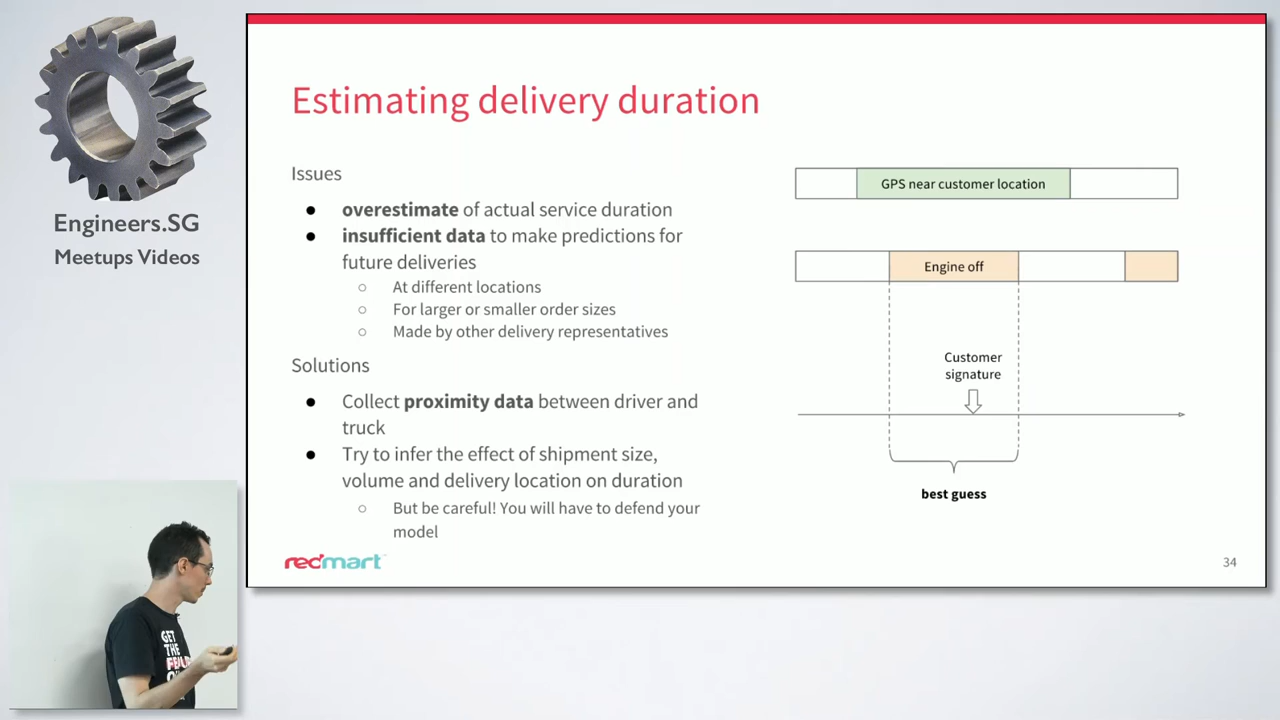 Engineers.SG
Meetups Videos
Estimating delivery duration
Issues
● overestimate of actual service duration
● insufficient data to make predictions for
future deliveries
○ At different locations
○ For larger or smaller order sizes
○ Made by other delivery representatives
Solutions
● Collect proximity data between driver and
truck
● Try to infer the effect of shipment size,
volume and delivery location on duration
○ But be careful! You will have to defend your
model
GPS near customer location
Engine off
Customer
signature
best guess
redmart
34
GET
THE